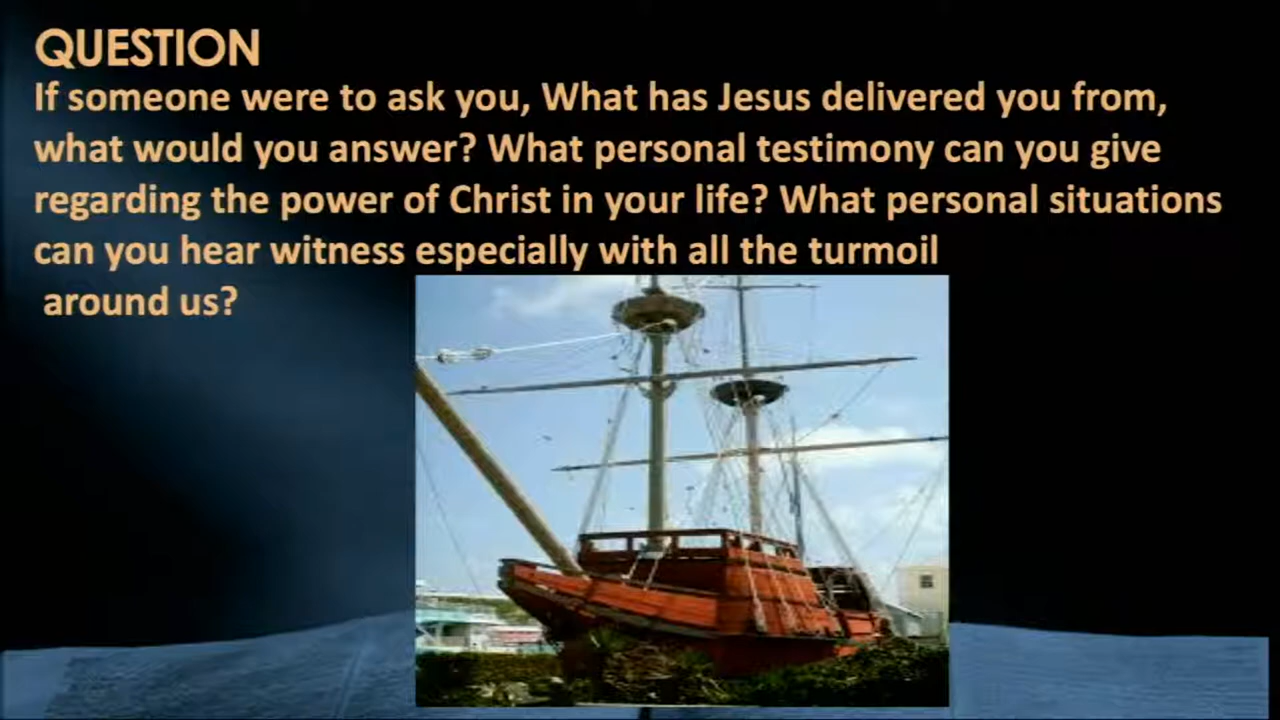 QUESTION
If someone were to ask you, What has Jesus delivered you from,
what would you answer? What personal testimony can you give
regarding the power of Christ in your life? What personal situations
can you hear witness especially with all the turmoil
around us?